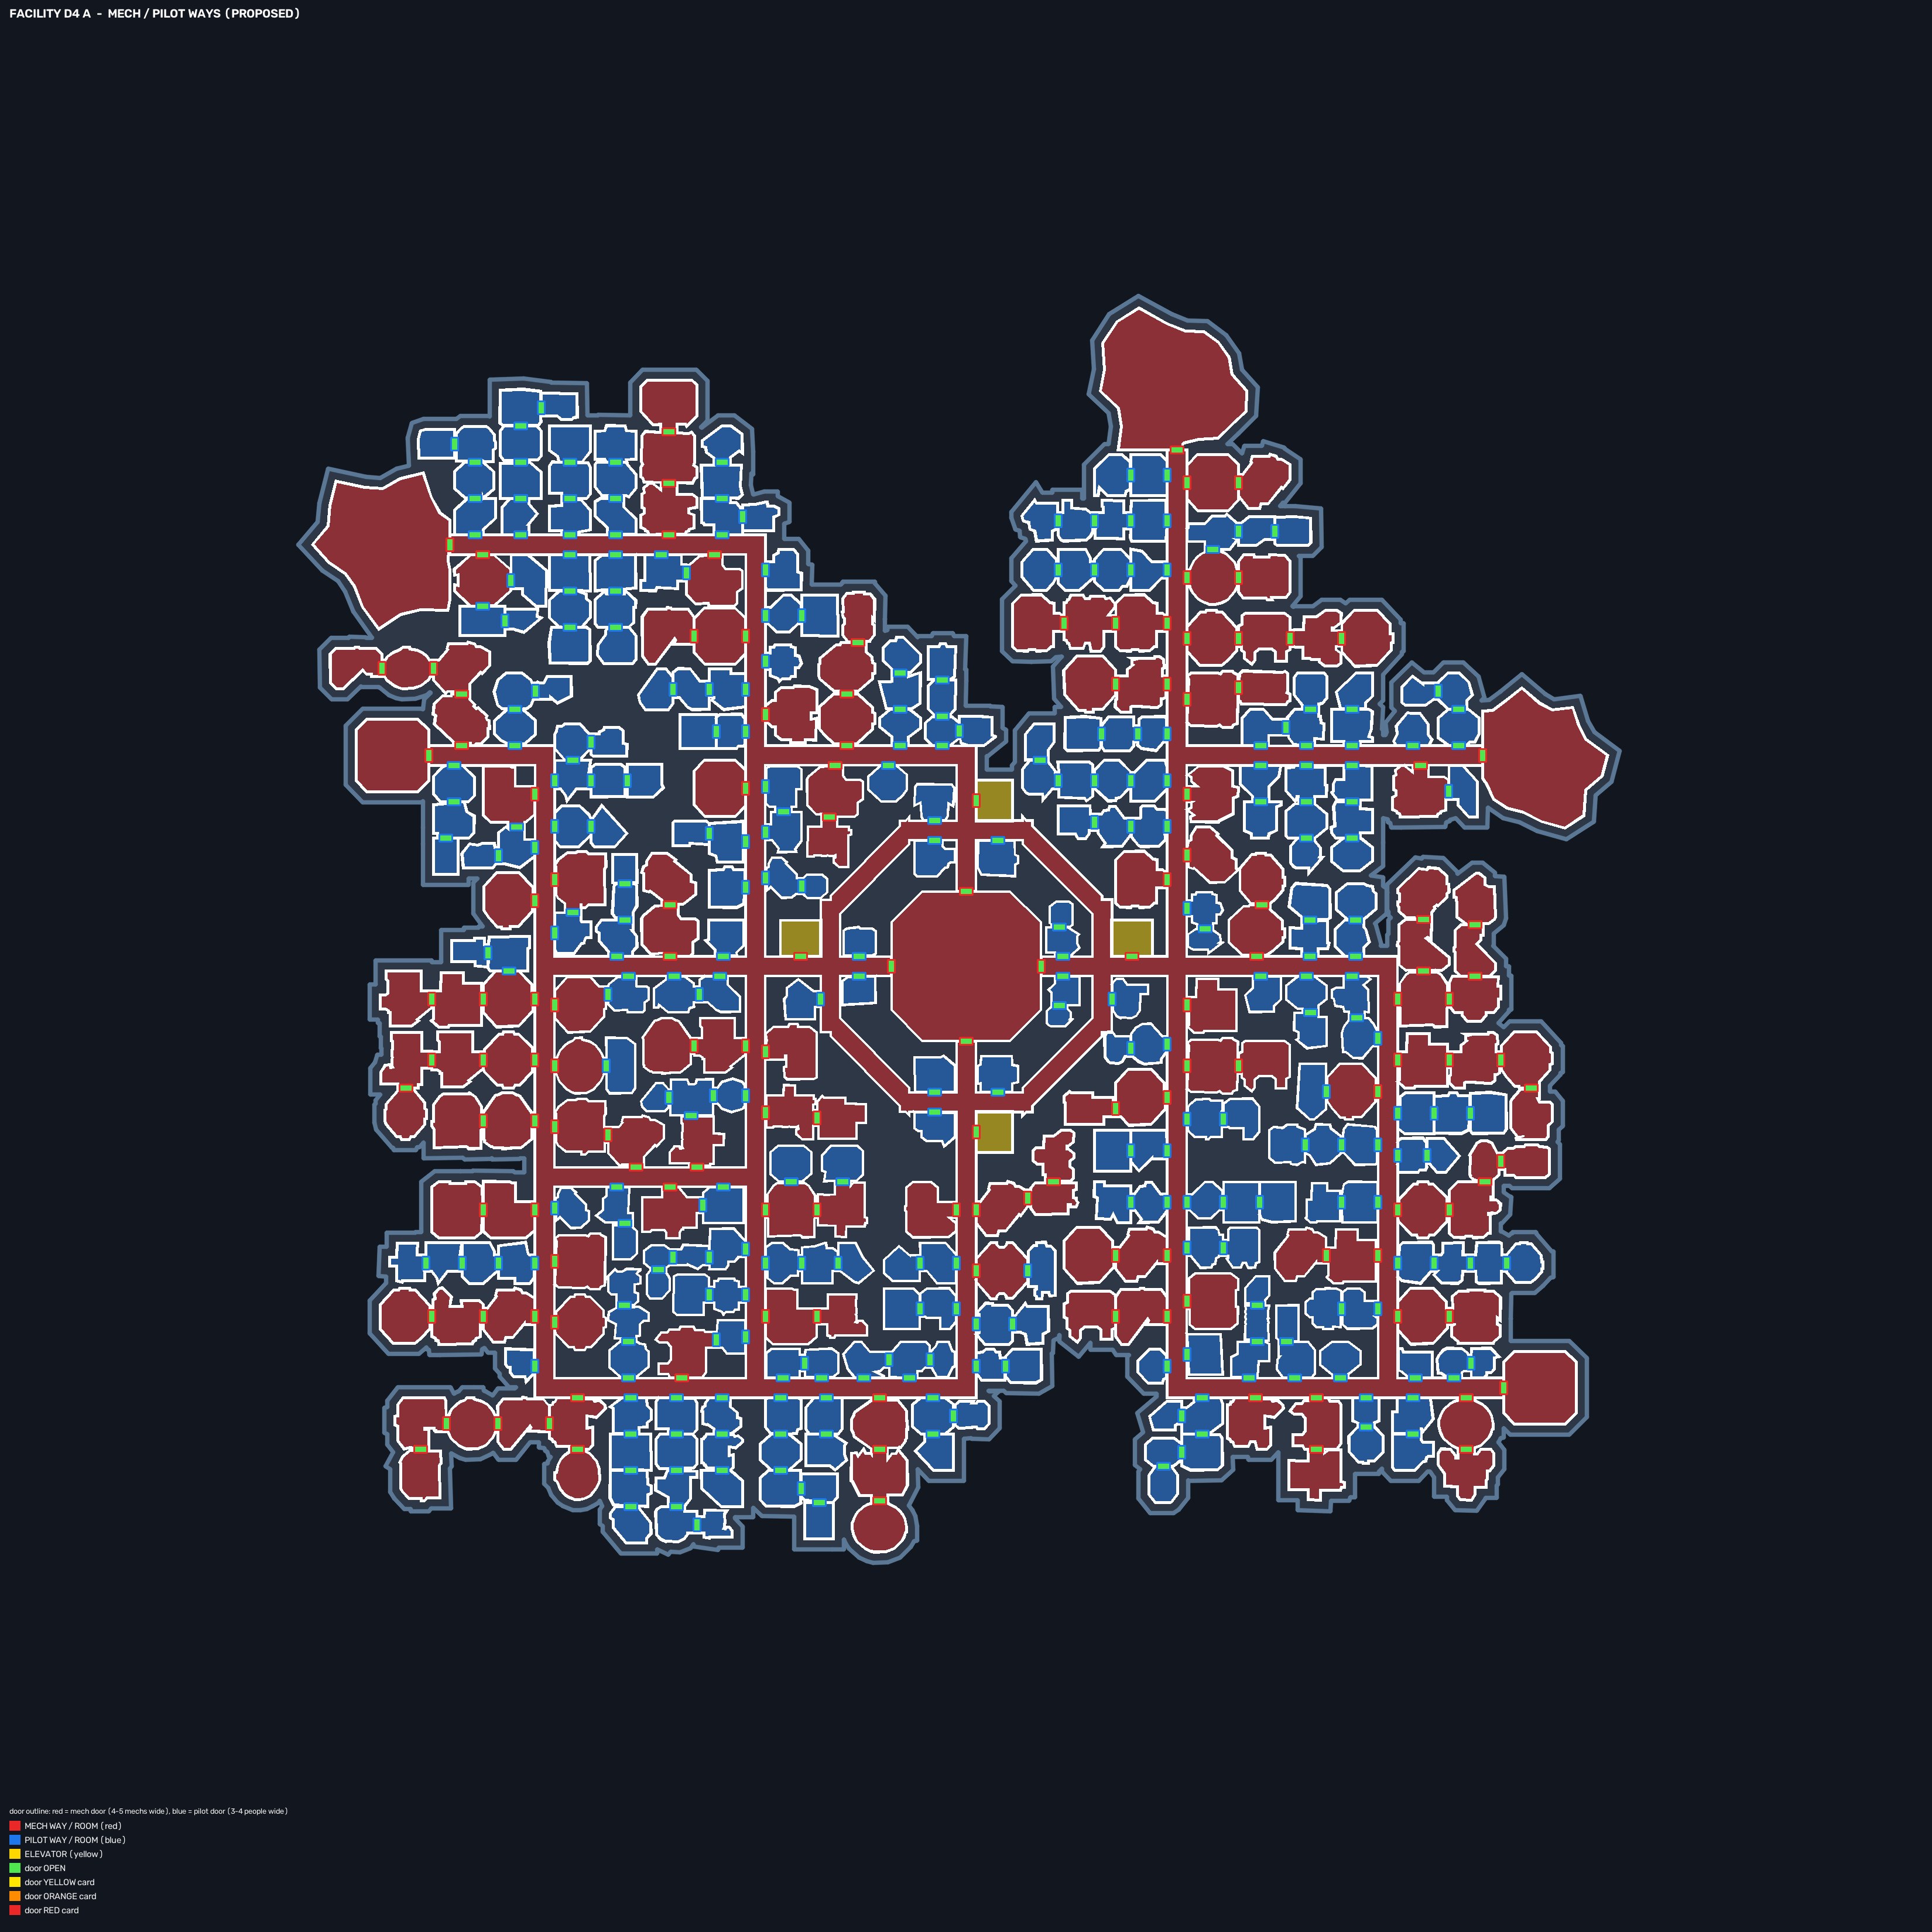 FACILITY D4 A - MECH / PILOT WAYS (PROPOSED)
door outline: red = mech door (4-5 mechs wide), blue = pilot door (3-4 people wide)
MECH WAY / ROOM (red)
PILOT WAY / ROOM (blue)
ELEVATOR (yellow)
door OPEN
door YELLOW card
door ORANGE card
door RED card